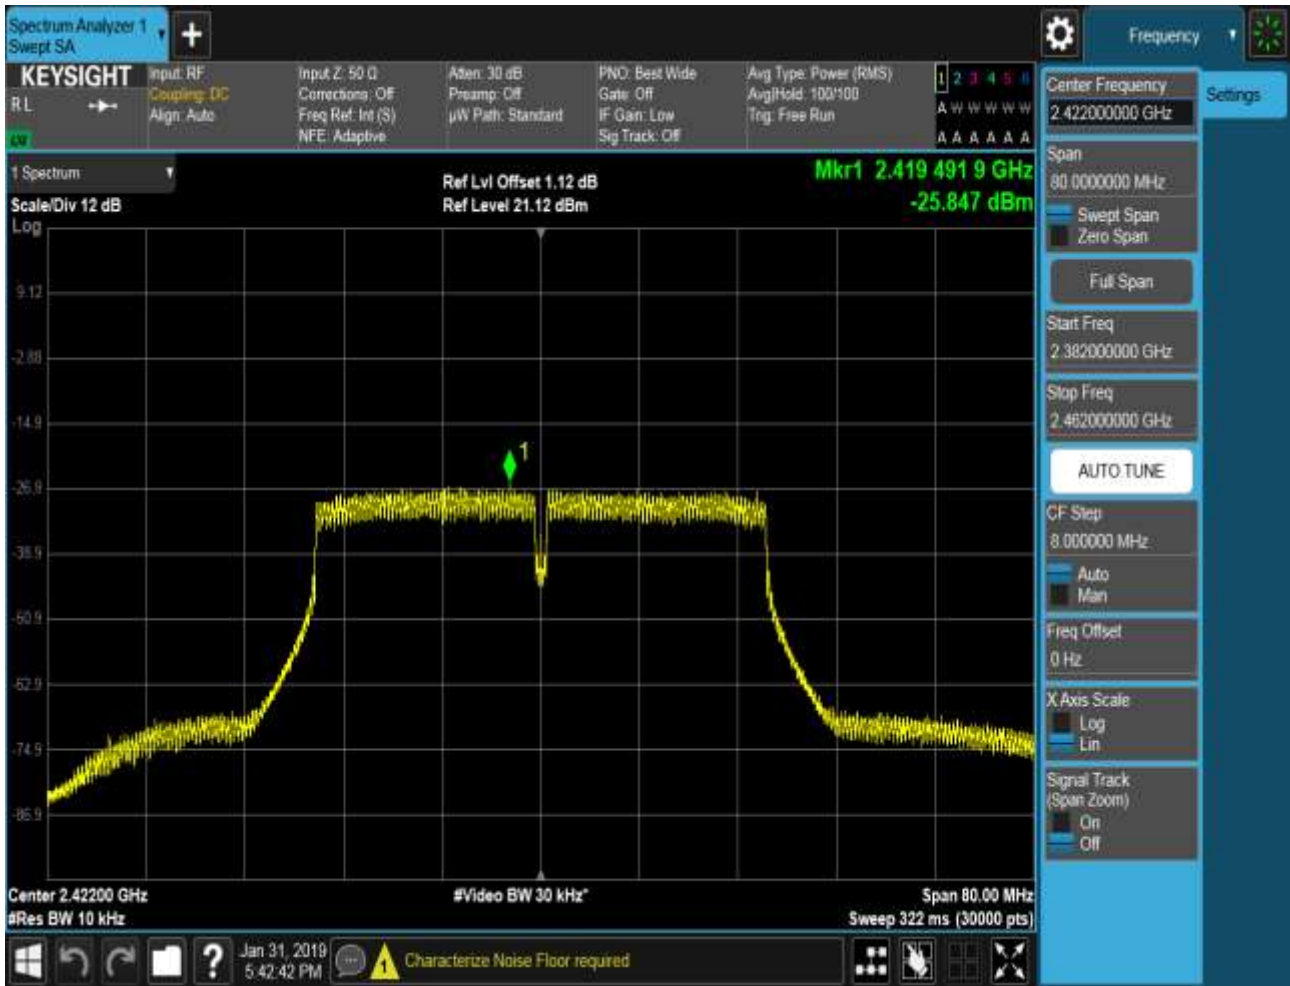 Spectrum Analyzer 1
Swept SA
Frequency
KEYSIGHT
R L
Input: RF
Coupling: DC
Align: Auto
Input Z: 50 Ω
Corrections: Off
Freq Ref: Int (S)
NFE: Adaptive
Atten: 30 dB
Preamp: Off
µW Path: Standard
PNO: Best Wide
Gate: Off
IF Gain: Low
Sig Track: Off
Avg Type: Power (RMS)
Avg|Hold: 100/100
Trig: Free Run
1 2 3 4 5 6
A W W W W W
A A A A A A
Center Frequency
2.422000000 GHz
Settings
1 Spectrum
Scale/Div 12 dB
Log
Ref Lvl Offset 1.12 dB
Ref Level 21.12 dBm
Mkr1 2.419 491 9 GHz
-25.847 dBm
Span
80.0000000 MHz
Swept Span
Zero Span
Full Span
Start Freq
2.382000000 GHz
Stop Freq
2.462000000 GHz
AUTO TUNE
CF Step
8.000000 MHz
Auto
Man
Freq Offset
0 Hz
X Axis Scale
Log
Lin
Signal Track
(Span Zoom)
On
Off
9.12
-2.88
-14.9
-26.9
-38.9
-50.9
-62.9
-74.9
-86.9
1
Center 2.42200 GHz
#Res BW 10 kHz
#Video BW 30 kHz*
Span 80.00 MHz
Sweep 322 ms (30000 pts)
Jan 31, 2019
5:42:42 PM
1
Characterize Noise Floor required